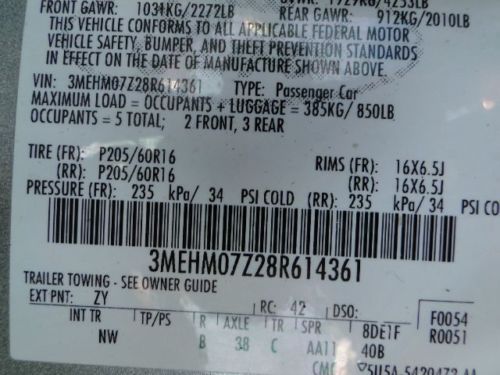 FRONT GAWR: 1031KG/2272LB REAR GAWR: 912KG/2010LB
THIS VEHICLE CONFORMS TO ALL APPLICABLE FEDERAL MOTOR
VEHICLE SAFETY, BUMPER, AND THEFT PREVENTION STANDARDS
IN EFFECT ON THE DATE OF MANUFACTURE SHOWN ABOVE.
VIN: 3MEHM07Z28R614361 TYPE: Passenger Car
MAXIMUM LOAD = OCCUPANTS + LUGGAGE = 385KG/ 850LB
OCCUPANTS = 5 TOTAL; 2 FRONT, 3 REAR
TIRE (FR): P205/60R16 RIMS (FR): 16X6.5J
(RR): P205/60R16 (RR): 16X6.5J
PRESSURE (FR): 235 kPa/ 34 PSI COLD (RR): 235 kPa/ 34 PSI CO
3MEHM07Z28R614361
TRAILER TOWING - SEE OWNER GUIDE
EXT PNT: ZY RC: 42 DSO: F0054
INT TR TP/PS R AXLE TR SPR 8DE1F R0051
NW B 38 C AA11 40B
CMC